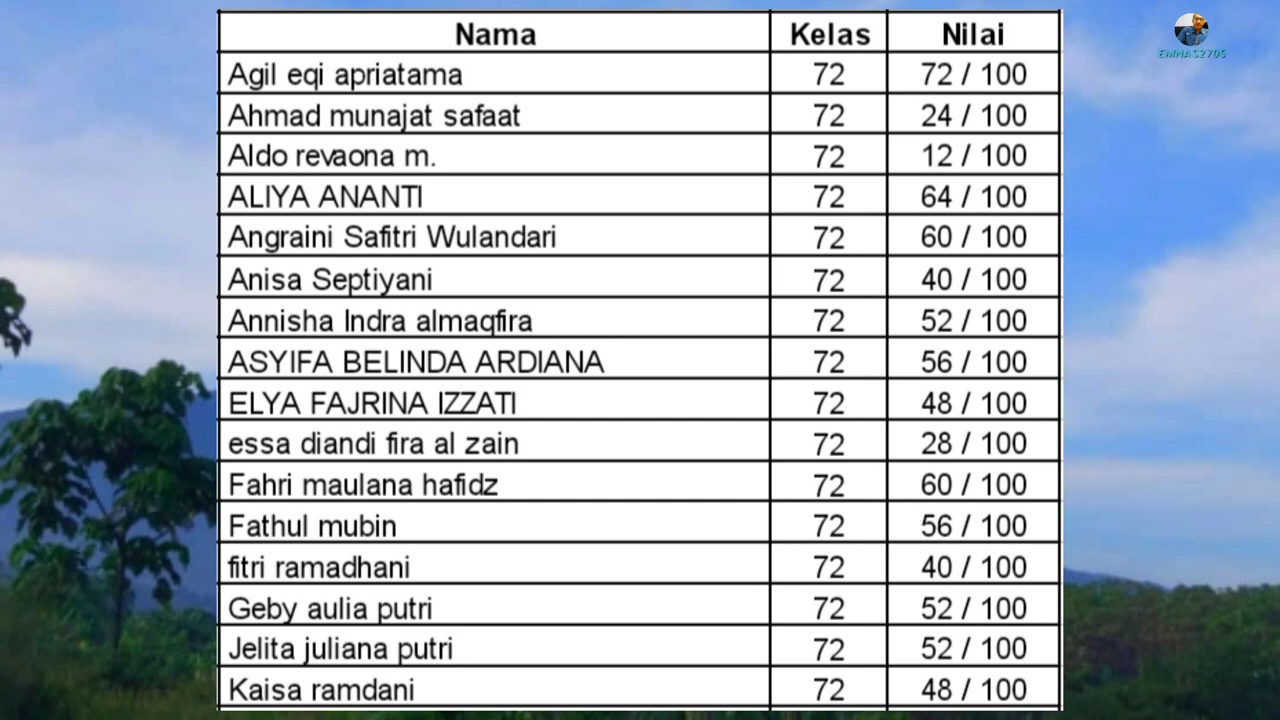 Nama Kelas Nilai
Agil eqi apriatama 72 72 / 100
Ahmad munajat safaat 72 24 / 100
Aldo revaona m. 72 12 / 100
ALIYA ANANTI 72 64 / 100
Angraini Safitri Wulandari 72 60 / 100
Anisa Septiyani 72 40 / 100
Annisha Indra almaqfira 72 52 / 100
ASYIFA BELINDA ARDIANA 72 56 / 100
ELYA FAJRINA IZZATI 72 48 / 100
essa diandi fira al zain 72 28 / 100
Fahri maulana hafidz 72 60 / 100
Fathul mubin 72 56 / 100
fitri ramadhani 72 40 / 100
Geby aulia putri 72 52 / 100
Jelita juliana putri 72 52 / 100
Kaisa ramdani 72 48 / 100
EMNAS2705